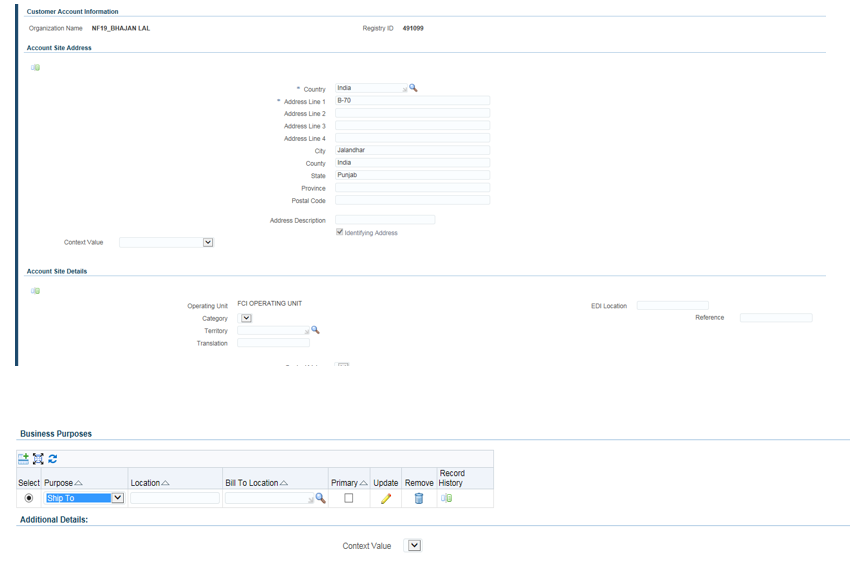 Customer Account Information
Organization Name NF19_BHAJAN LAL Registry ID 491099
Account Site Address
* Country India
* Address Line 1 B-70
Address Line 2
Address Line 3
Address Line 4
City Jalandhar
County India
State Punjab
Province
Postal Code
Address Description
Identifying Address
Context Value
Account Site Details
Operating Unit FCI OPERATING UNIT EDI Location
Category Reference
Territory
Translation
Business Purposes
Select Purpose Location Bill To Location Primary Update Remove Record History
Ship To
Additional Details:
Context Value